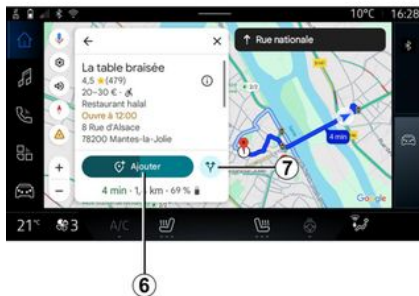 10°C 16:28
Rue nationale
La table braisée
4,5 ★(479)
20–30 € ·
Restaurant halal
Ouvre à 12:00
8 Rue d'Alsace
78200 Mantes-la-Jolie
Ajouter
7
4 min
4 min · 1, km · 69 %
Google
21° 3 A/C
6